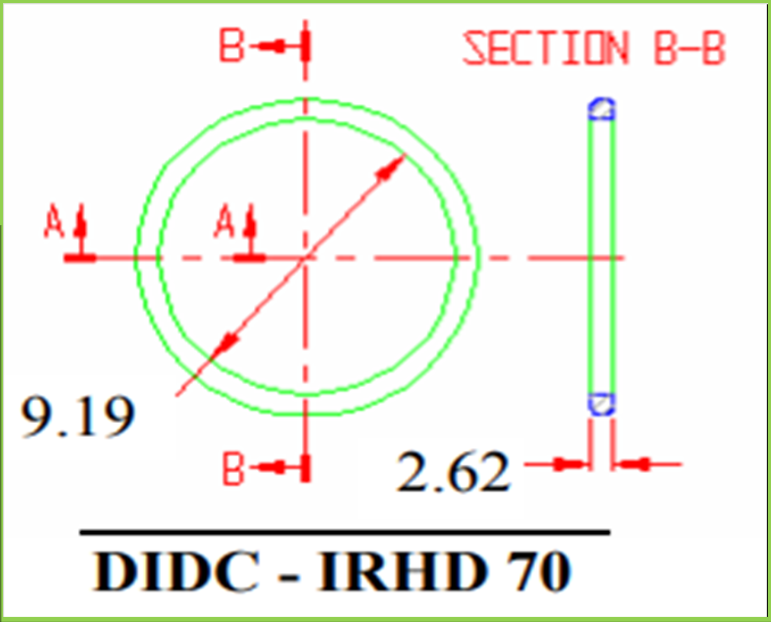 B
SECTION B-B
A A
9.19
B
2.62
DIDC - IRHD 70